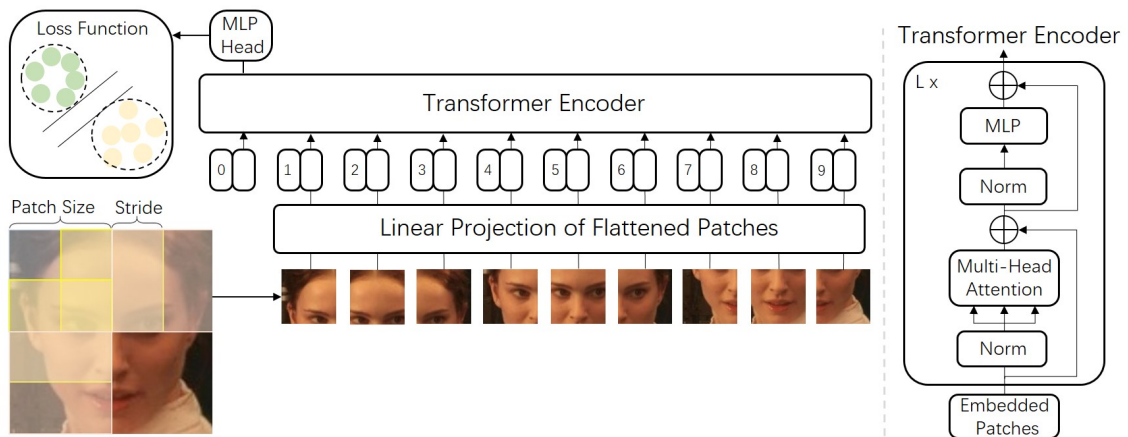 Loss Function
MLP
Head
Transformer Encoder
0 1 2 3 4 5 6 7 8 9
Linear Projection of Flattened Patches
Patch Size Stride
Transformer Encoder
L x
MLP
Norm
Multi-Head
Attention
Norm
Embedded
Patches